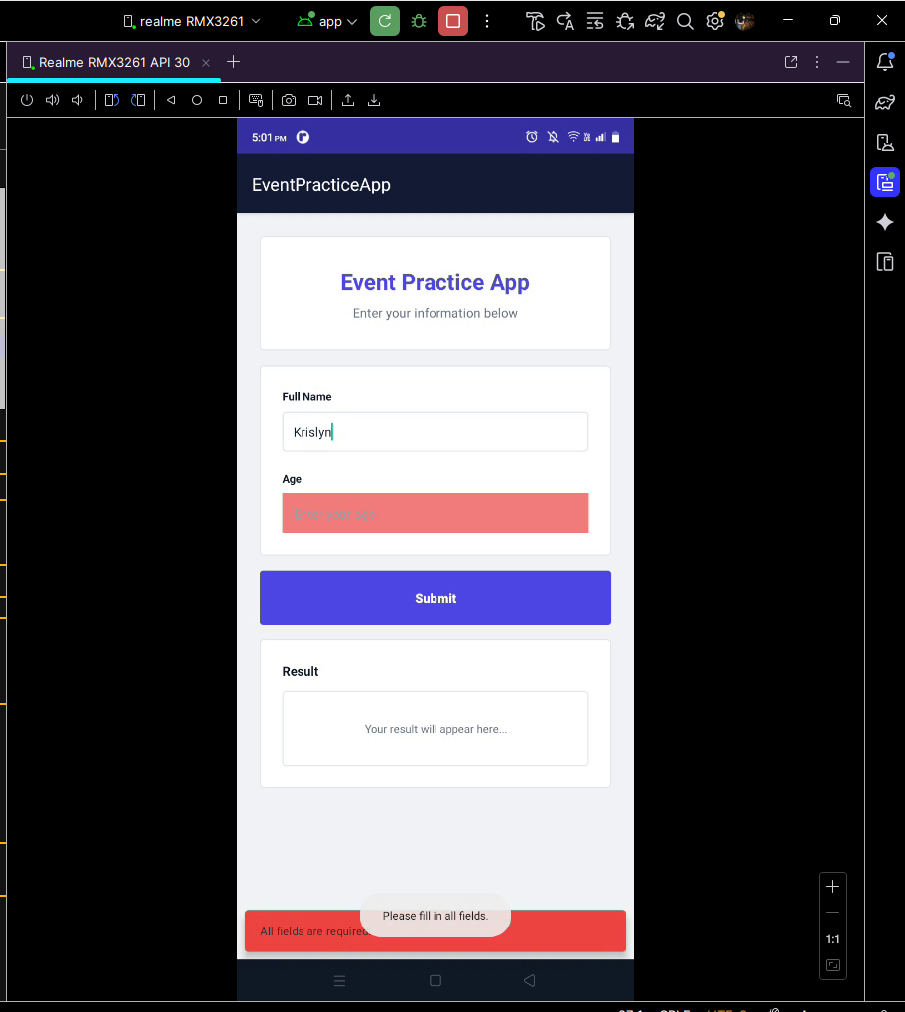 realme RMX3261
app
Realme RMX3261 API 30
5:01 PM
EventPracticeApp
Event Practice App
Enter your information below
Full Name
Krislyn
Age
Enter your age
Submit
Result
Your result will appear here...
Please fill in all fields.
All fields are required
1:1